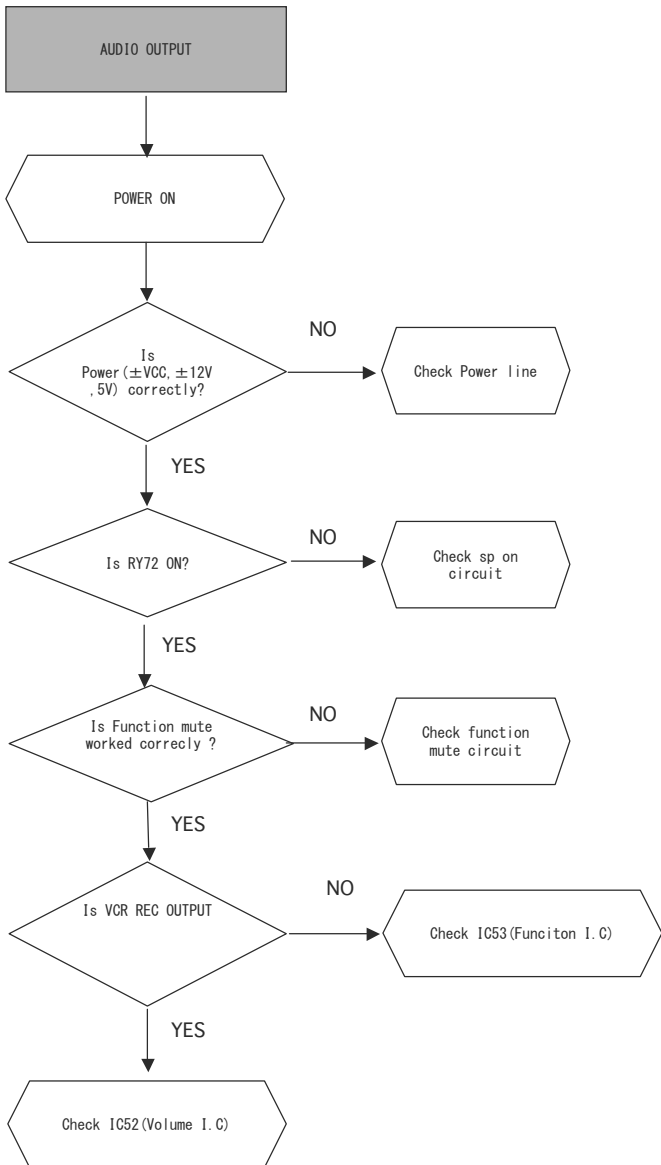 AUDIO OUTPUT
POWER ON
Is
Power(±VCC,±12V
,5V) correctly?
NO
Check Power line
YES
Is RY72 ON?
NO
Check sp on
circuit
YES
Is Function mute
worked correcly ?
NO
Check function
mute circuit
YES
Is VCR REC OUTPUT
NO
Check IC53(Funciton I.C)
YES
Check IC52(Volume I.C)